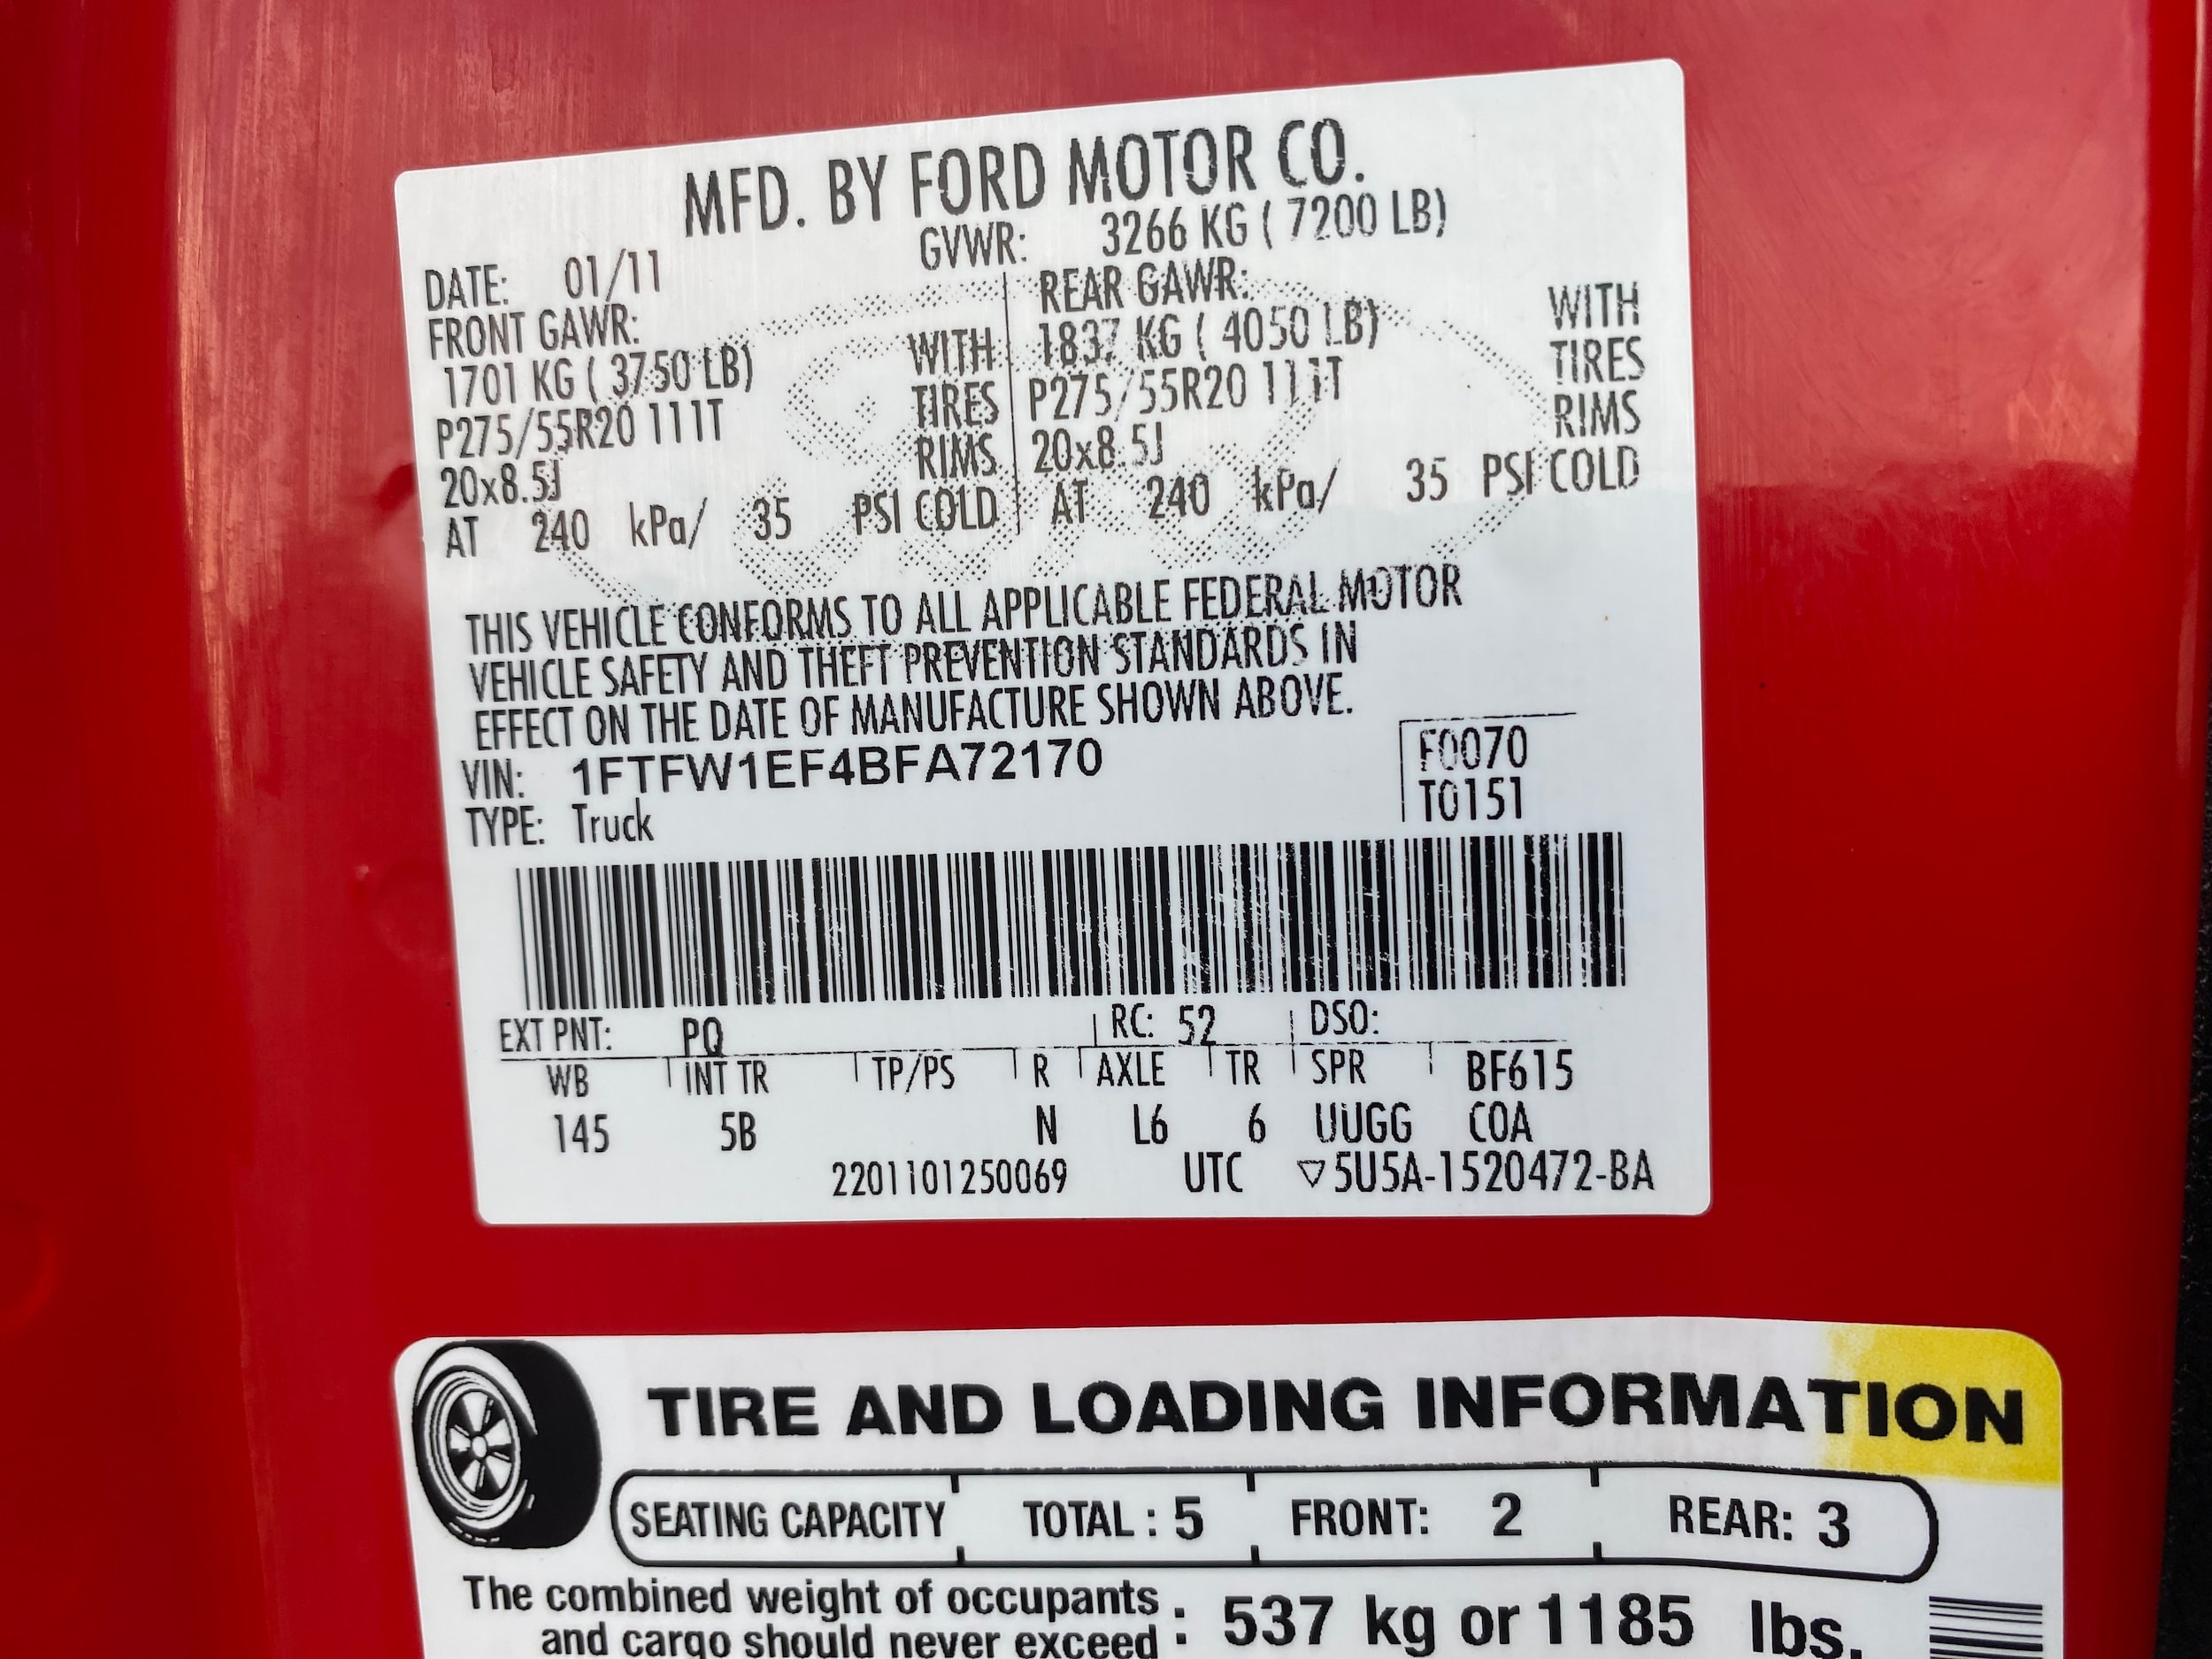 MFD. BY FORD MOTOR CO.
DATE: 01/11 GVWR: 3266 KG ( 7200 LB)
FRONT GAWR: REAR GAWR:
1701 KG ( 3750 LB) WITH 1837 KG ( 4050 LB) WITH
P275/55R20 111T TIRES P275/55R20 111T TIRES
20x8.5J RIMS 20x8.5J RIMS
AT 240 kPa/ 35 PSI COLD AT 240 kPa/ 35 PSI COLD
THIS VEHICLE CONFORMS TO ALL APPLICABLE FEDERAL MOTOR
VEHICLE SAFETY AND THEFT PREVENTION STANDARDS IN
EFFECT ON THE DATE OF MANUFACTURE SHOWN ABOVE.
VIN: 1FTFW1EF4BFA72170 F0070
TYPE: Truck T0151
EXT PNT: PQ RC: 52 DSO:
WB INT TR TP/PS R AXLE TR SPR BF615
145 5B N L6 6 UUGG COA
2201101250069 UTC ▽5U5A-1520472-BA
TIRE AND LOADING INFORMATION
SEATING CAPACITY TOTAL : 5 FRONT: 2 REAR: 3
The combined weight of occupants
and cargo should never exceed : 537 kg or 1185 lbs.